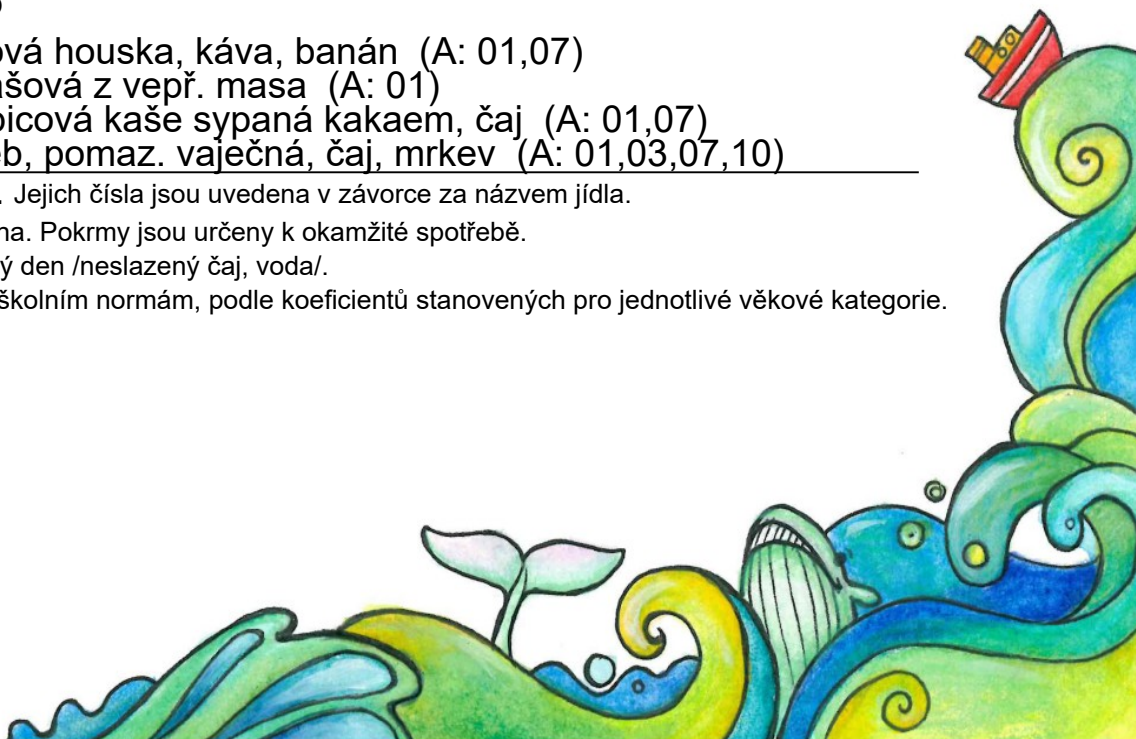 ová houska, káva, banán (A: 01,07)
ášová z vepř. masa (A: 01)
picová kaše sypaná kakaem, čaj (A: 01,07)
éb, pomaz. vaječná, čaj, mrkev (A: 01,03,07,10)
. Jejich čísla jsou uvedena v závorce za názvem jídla.
na. Pokrmy jsou určeny k okamžité spotřebě.
ý den /neslazený čaj, voda/.
školním normám, podle koeficientů stanovených pro jednotlivé věkové kategorie.